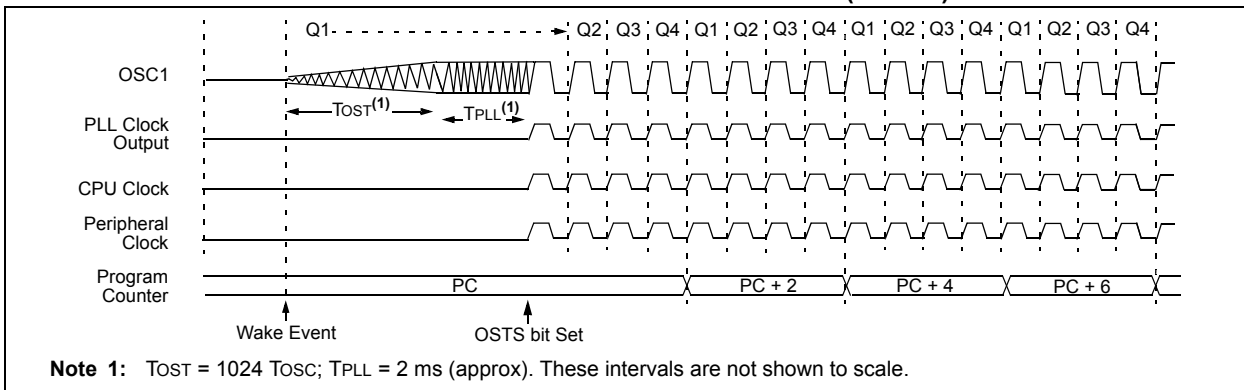 Q1 Q2 Q3 Q4 Q1 Q2 Q3 Q4 Q1 Q2 Q3 Q4 Q1 Q2 Q3 Q4
OSC1
TOST(1) TPLL(1)
PLL Clock
Output
CPU Clock
Peripheral
Clock
Program
Counter
PC PC + 2 PC + 4 PC + 6
Wake Event OSTS bit Set
Note 1: TOST = 1024 TOSC; TPLL = 2 ms (approx). These intervals are not shown to scale.